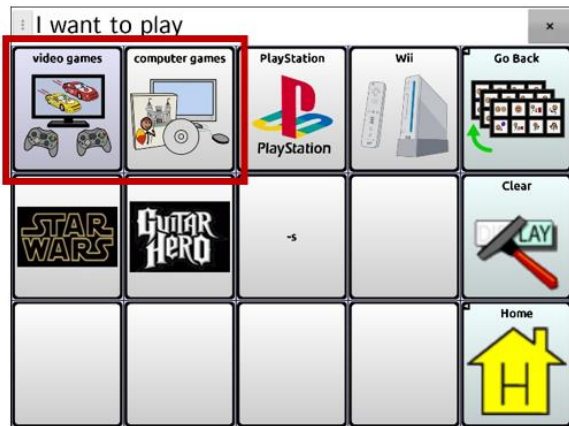 I want to play
×
video games
computer games
PlayStation
Wii
Go Back
PlayStation
STAR
WARS
GUITAR
HERO
-s
Clear
DISPLAY
Home
H